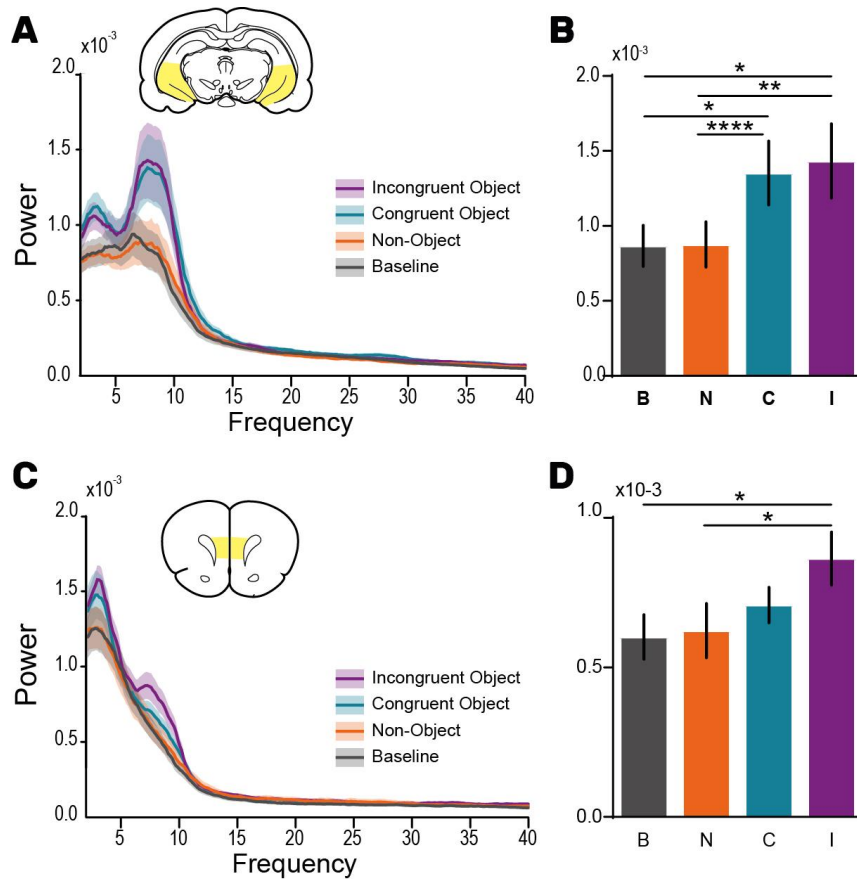 A
x10-3
2.0
1.5
1.0
0.5
0.0
Power
5 10 15 20 25 30 35 40
Frequency
Incongruent Object
Congruent Object
Non-Object
Baseline
B
x10-3
2.0
1.5
1.0
0.5
0.0
*
**
*
****
B N C I
C
x10-3
2.0
1.5
1.0
0.5
0.0
Power
5 10 15 20 25 30 35 40
Frequency
Incongruent Object
Congruent Object
Non-Object
Baseline
D
x10-3
1.0
0.5
0.0
*
*
B N C I